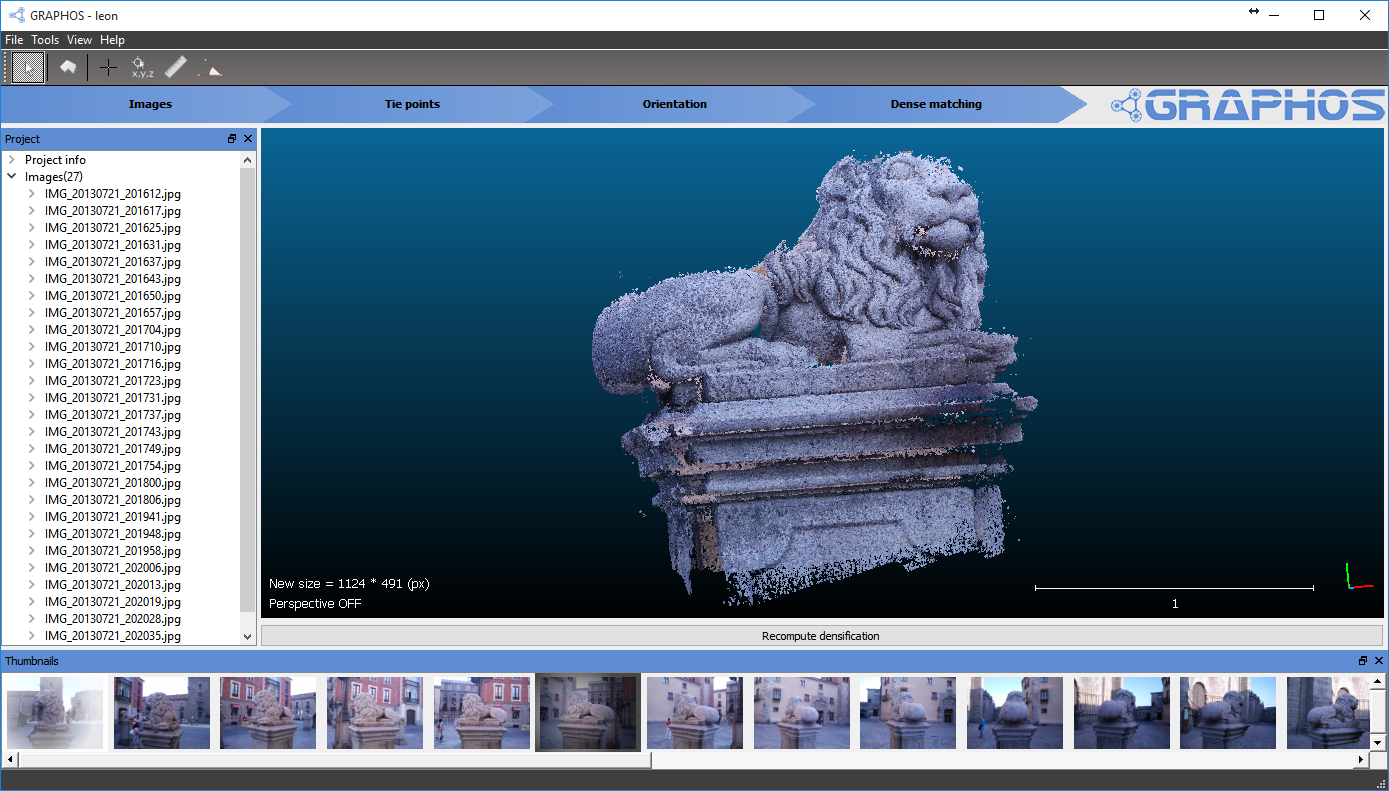 GRAPHOS - leon
File Tools View Help
x,y,z
Images Tie points Orientation Dense matching GRAPHOS
Project
Project info
Images(27)
IMG_20130721_201612.jpg
IMG_20130721_201617.jpg
IMG_20130721_201625.jpg
IMG_20130721_201631.jpg
IMG_20130721_201637.jpg
IMG_20130721_201643.jpg
IMG_20130721_201650.jpg
IMG_20130721_201657.jpg
IMG_20130721_201704.jpg
IMG_20130721_201710.jpg
IMG_20130721_201716.jpg
IMG_20130721_201723.jpg
IMG_20130721_201731.jpg
IMG_20130721_201737.jpg
IMG_20130721_201743.jpg
IMG_20130721_201749.jpg
IMG_20130721_201754.jpg
IMG_20130721_201800.jpg
IMG_20130721_201806.jpg
IMG_20130721_201941.jpg
IMG_20130721_201948.jpg
IMG_20130721_201958.jpg
IMG_20130721_202006.jpg
IMG_20130721_202013.jpg
IMG_20130721_202019.jpg
IMG_20130721_202028.jpg
IMG_20130721_202035.jpg
New size = 1124 * 491 (px)
Perspective OFF
1
Recompute densification
Thumbnails